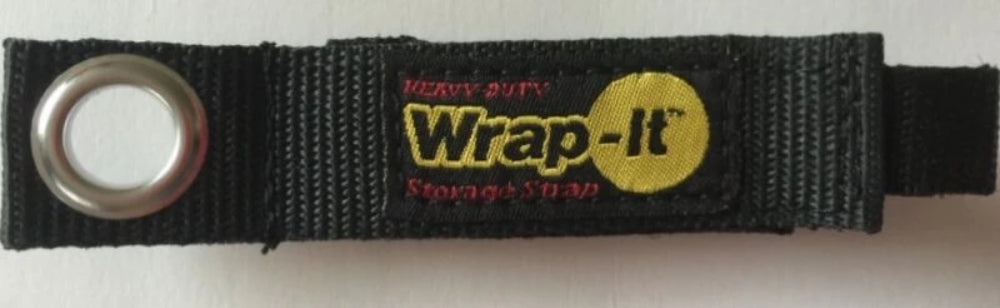 HEAVY-DUTY
Wrap-It™
Storage Strap